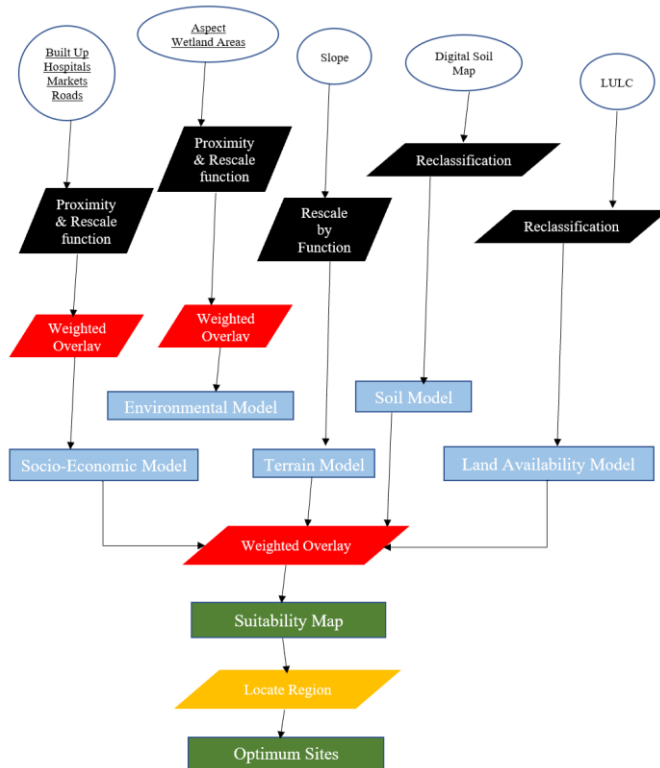 Built Up
Hospitals
Markets
Roads
Aspect
Wetland Areas
Slope
Digital Soil
Map
LULC
Proximity
& Rescale
function
Proximity
& Rescale
function
Rescale
by
Function
Reclassification
Reclassification
Weighted
Overlay
Weighted
Overlay
Environmental Model
Soil Model
Socio-Economic Model
Terrain Model
Land Availability Model
Weighted Overlay
Suitability Map
Locate Region
Optimum Sites